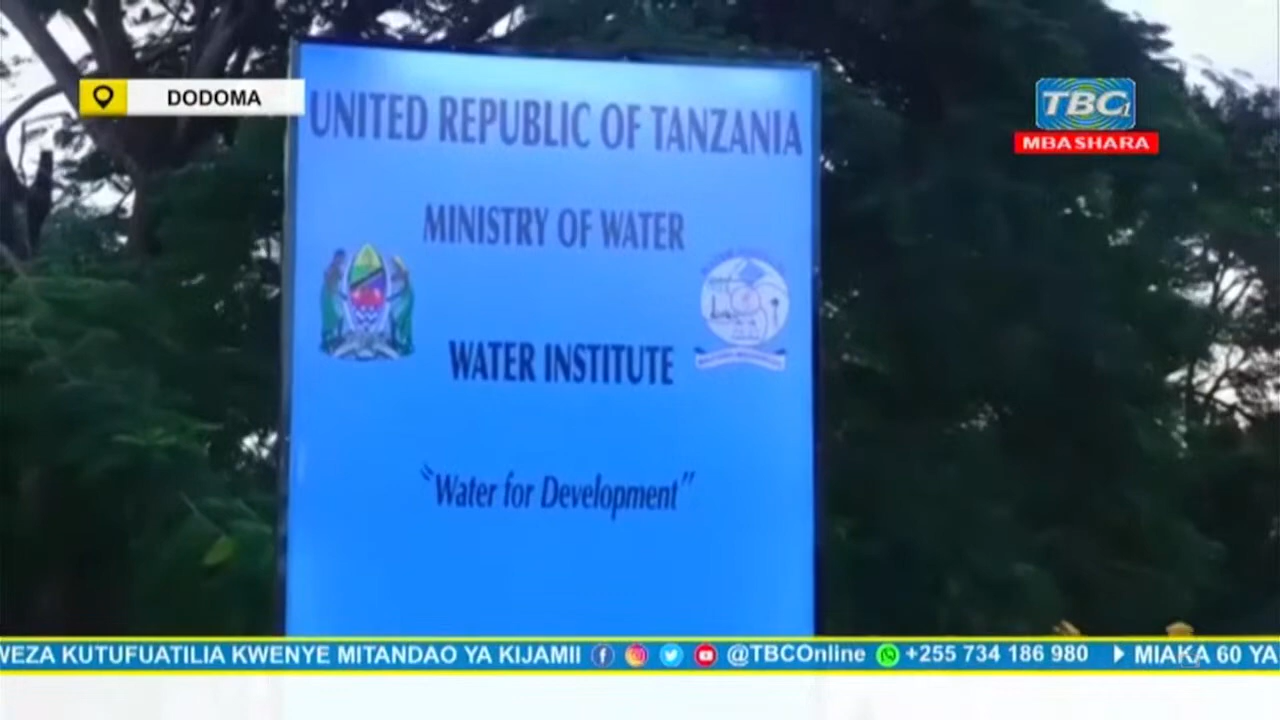 DODOMA
TBC1
MBASHARA
UNITED REPUBLIC OF TANZANIA
MINISTRY OF WATER
WATER INSTITUTE
"Water for Development"
WEZA KUTUFUATILIA KWENYE MITANDAO YA KIJAMII @TBCOnline +255 734 186 980 MIAKA 60 YA